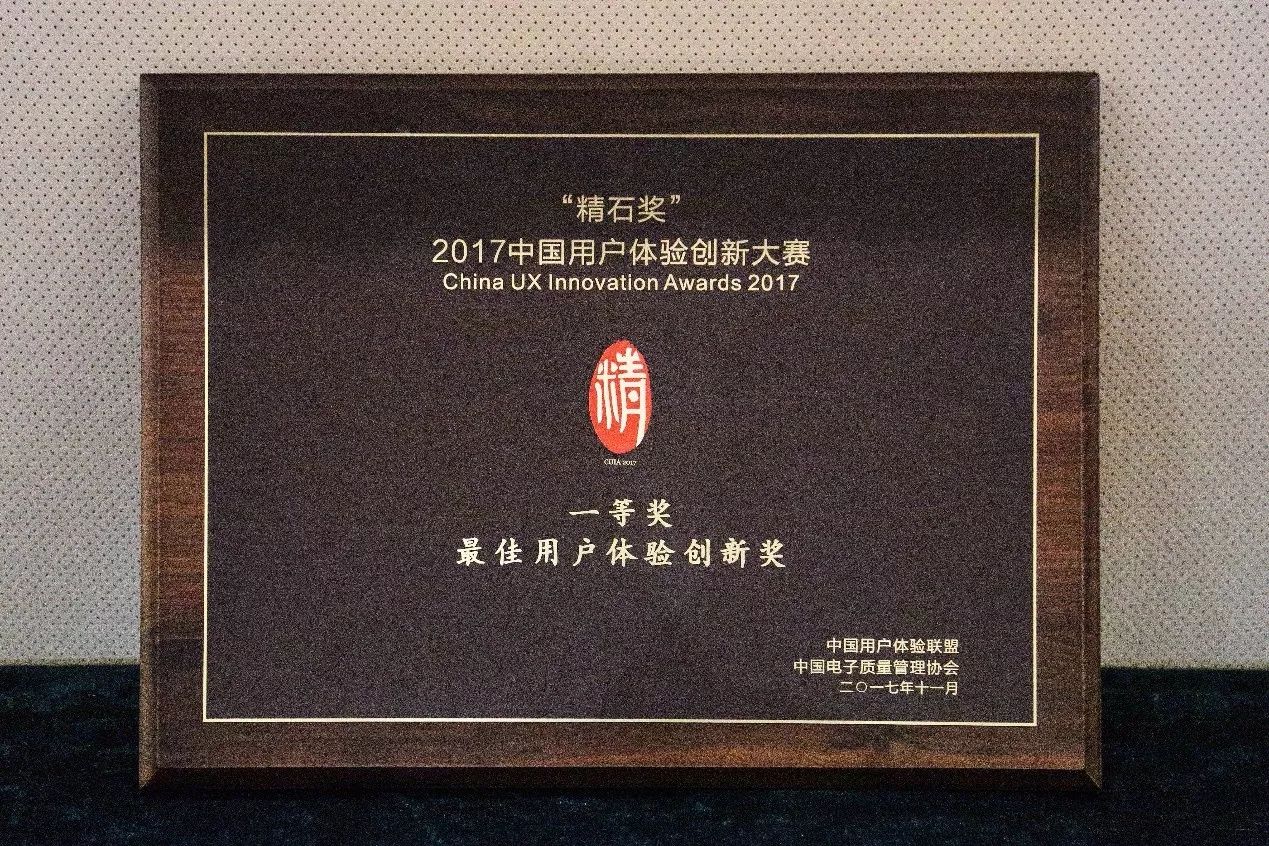 “精石奖”
2017中国用户体验创新大赛
China UX Innovation Awards 2017
精
CUIA 2017
一等奖
最佳用户体验创新奖
中国用户体验联盟
中国电子质量管理协会
二〇一七年十一月